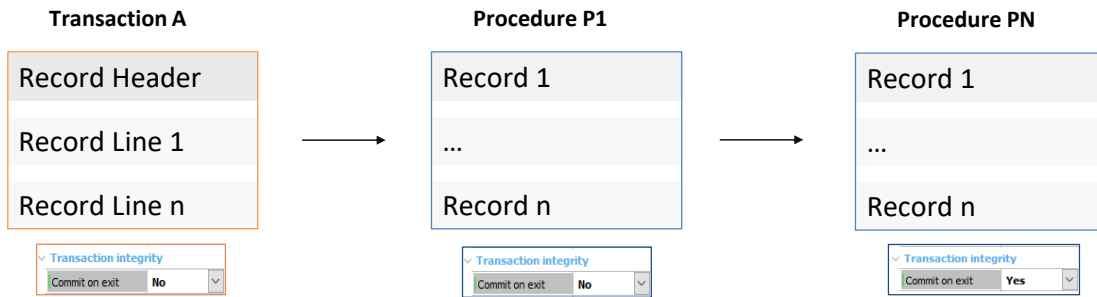 Transaction A
Record Header
Record Line 1
Record Line n
Transaction integrity
Commit on exit No
Procedure P1
Record 1
...
Record n
Transaction integrity
Commit on exit No
Procedure PN
Record 1
...
Record n
Transaction integrity
Commit on exit Yes